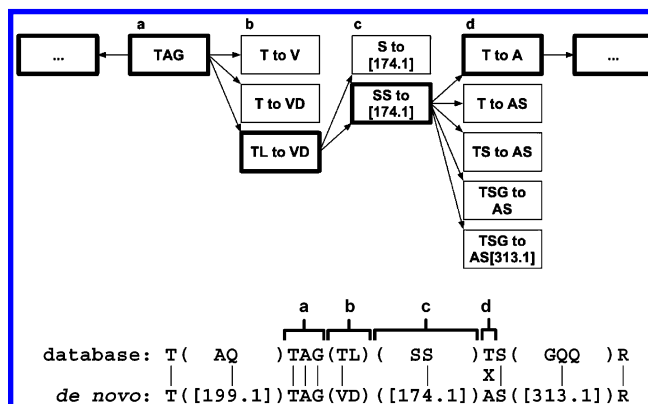 a b c d
... TAG T to V S to [174.1] T to A ...
T to VD SS to [174.1] T to AS
TL to VD TS to AS
TSG to AS
TSG to AS[313.1]
a b c d
database: T( AQ )TAG(TL)( SS )TS( GQQ )R
X
de novo: T([199.1])TAG(VD)([174.1])AS([313.1])R